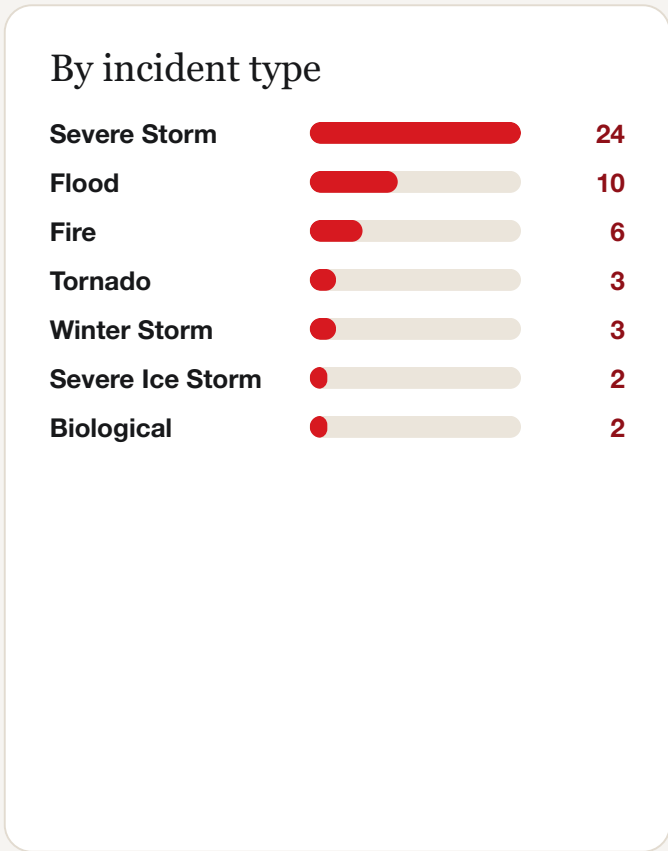 By incident type
Severe Storm 24
Flood 10
Fire 6
Tornado 3
Winter Storm 3
Severe Ice Storm 2
Biological 2